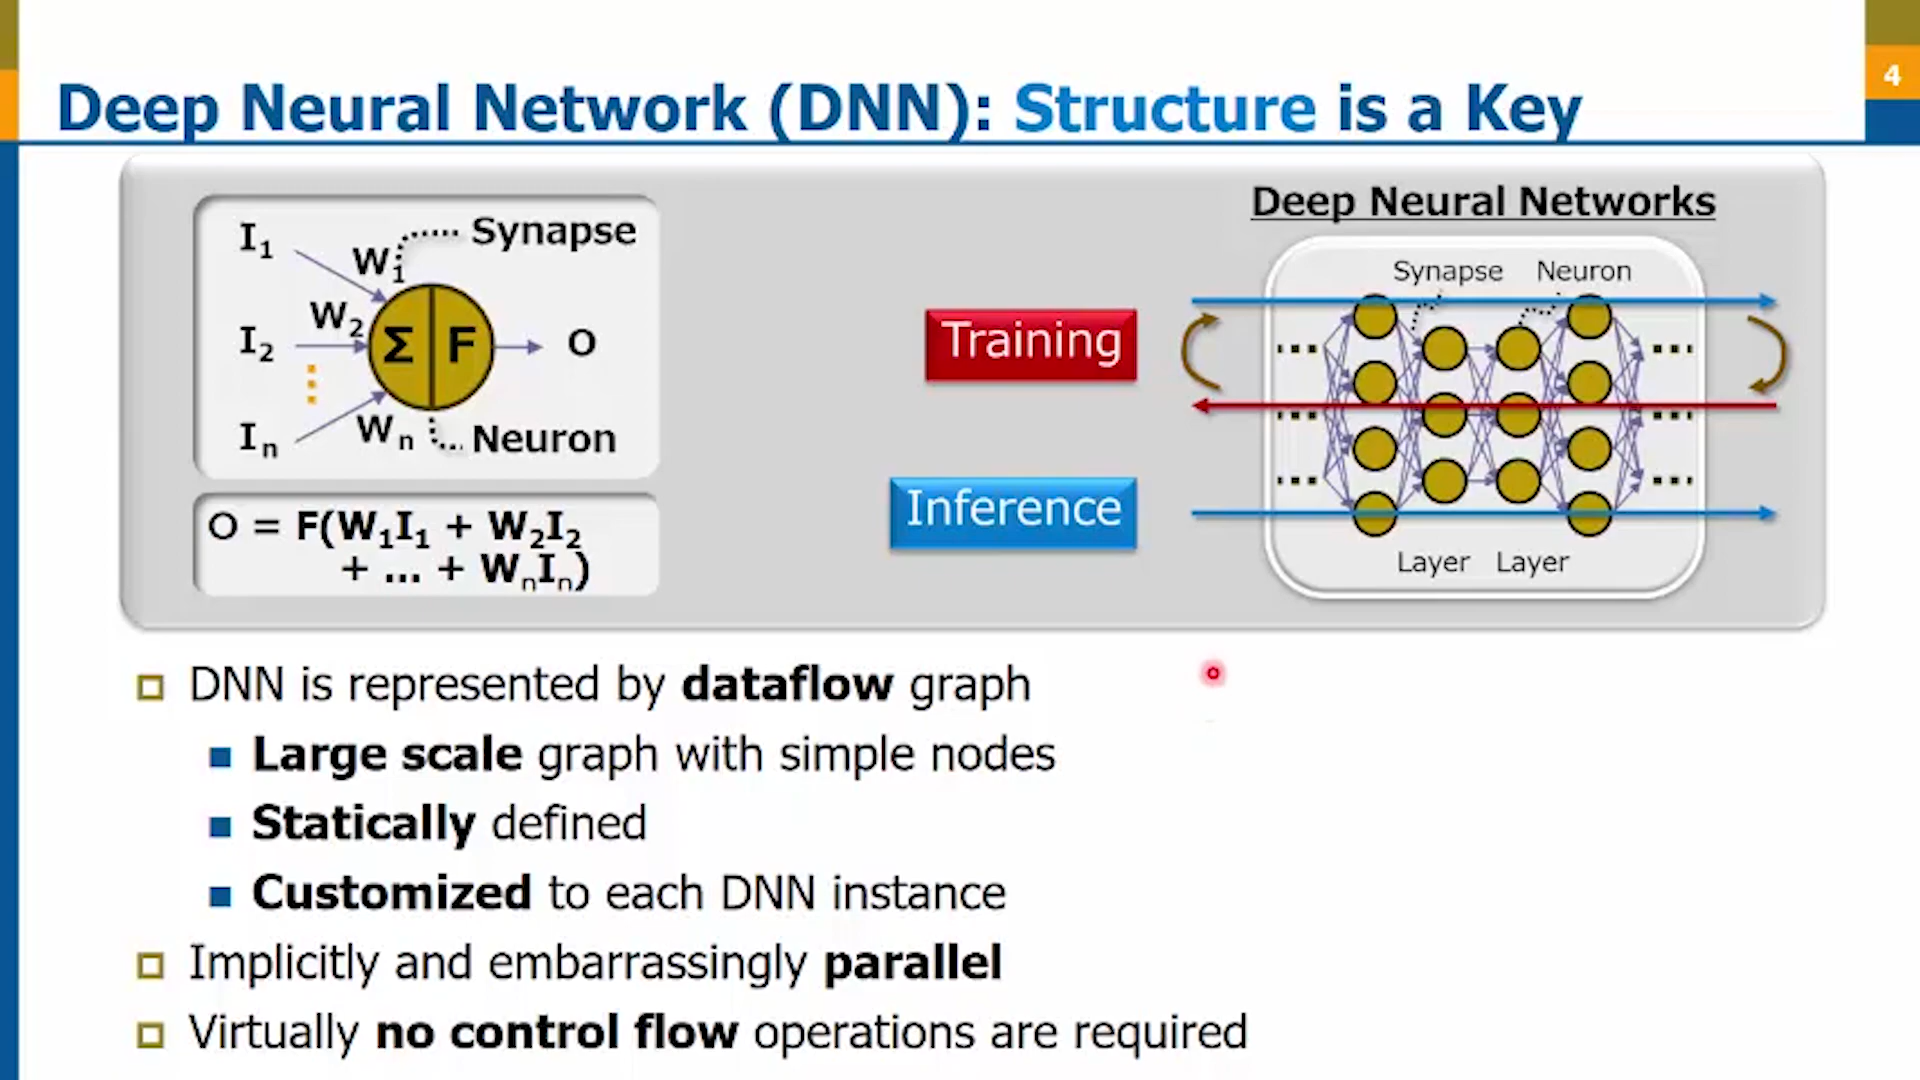 4
Deep Neural Network (DNN): Structure is a Key
I1
W1
Synapse
W2
I2
Σ F
O
In
Wn
Neuron
O = F(W1I1 + W2I2
+ ... + WnIn)
Training
Inference
Deep Neural Networks
Synapse Neuron
Layer Layer
DNN is represented by dataflow graph
Large scale graph with simple nodes
Statically defined
Customized to each DNN instance
Implicitly and embarrassingly parallel
Virtually no control flow operations are required